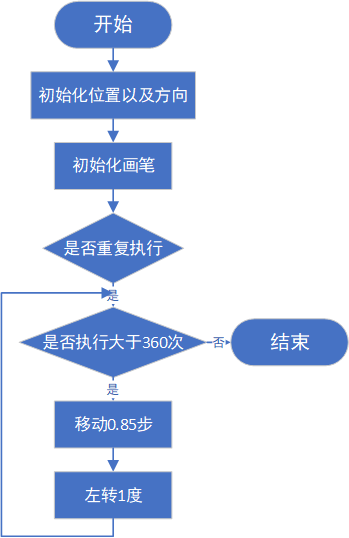 开始
初始化位置以及方向
初始化画笔
是否重复执行
是
是否执行大于360次
否
结束
是
移动0.85步
左转1度